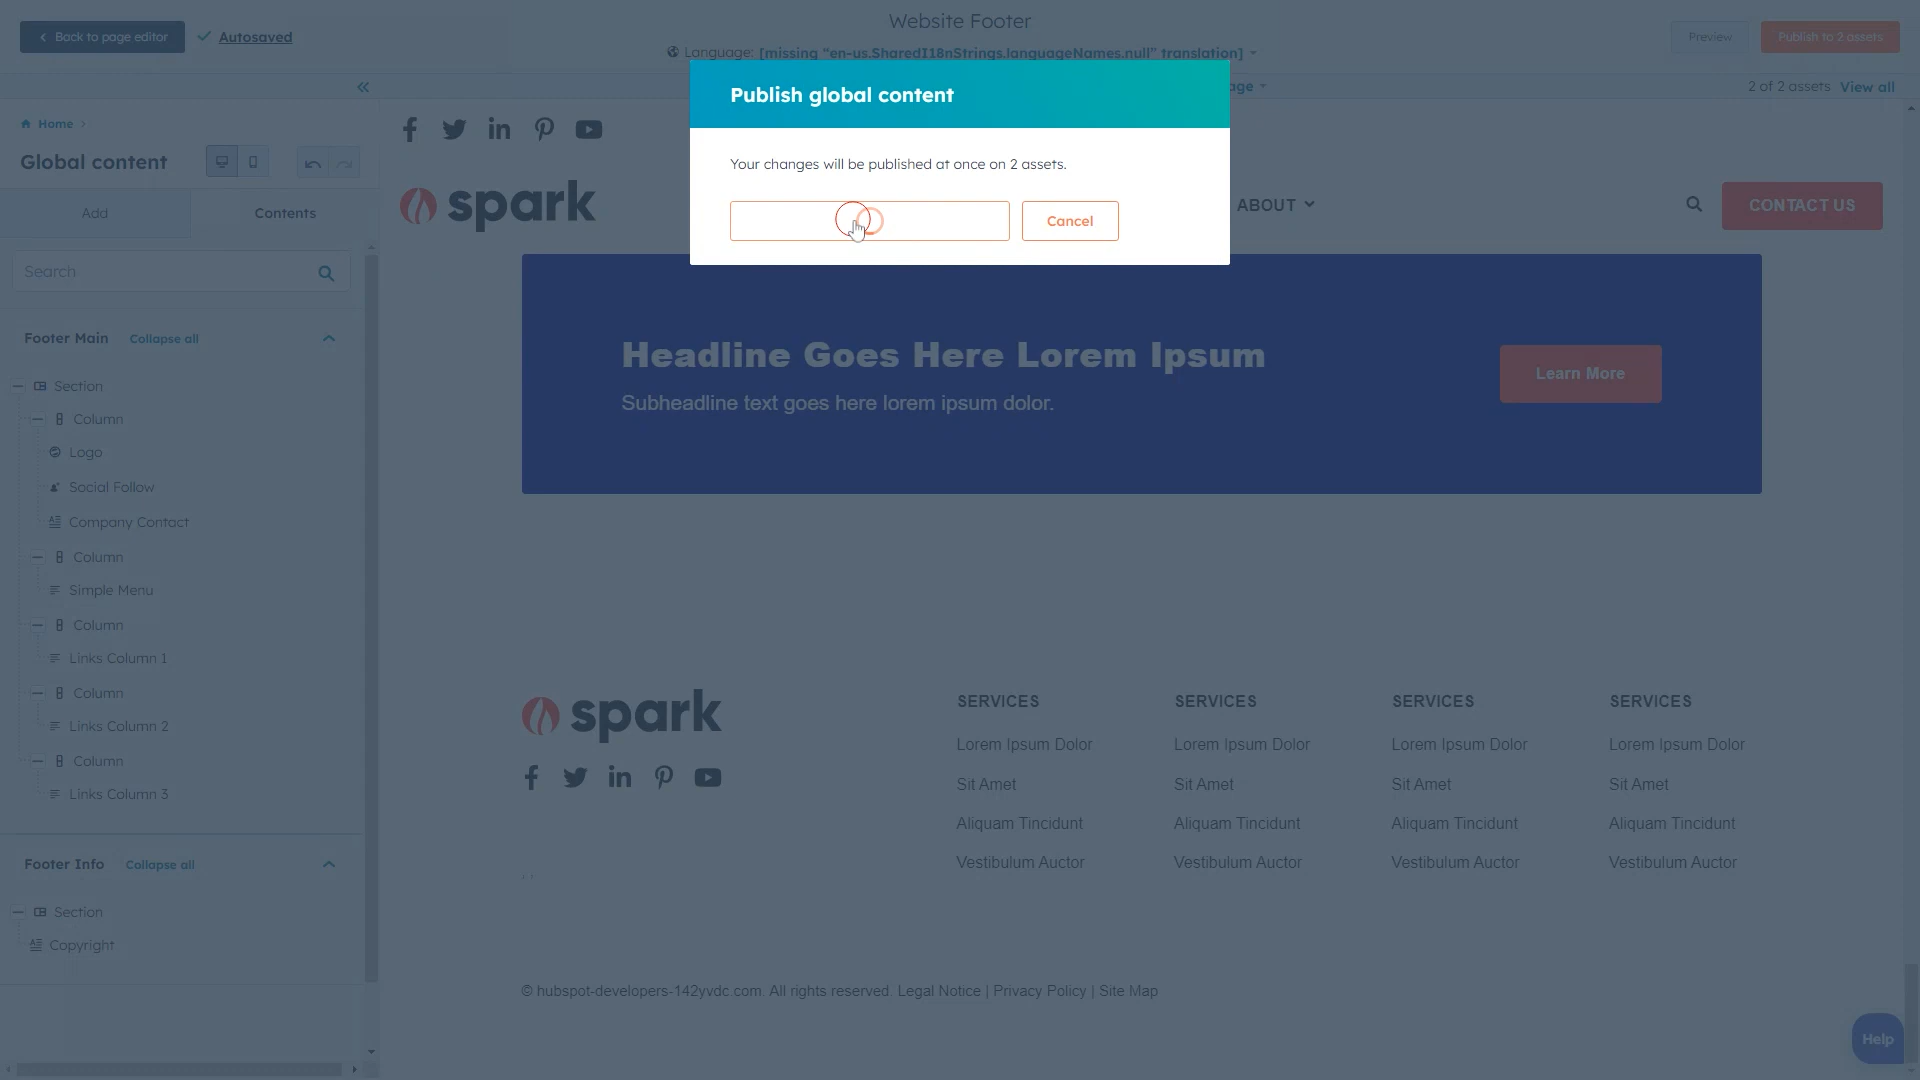 Website Footer
Back to page editor
Autosaved
Language: [missing "en-us.SharedI18nStrings.languageNames.null" translation]
Preview
Publish to 2 assets
2 of 2 assets View all
Publish global content
Your changes will be published at once on 2 assets.
Cancel
Home
Global content
Add
Contents
Search
Footer Main Collapse all
Section
Column
Logo
Social Follow
Company Contact
Column
Simple Menu
Column
Links Column 1
Column
Links Column 2
Column
Links Column 3
Footer Info Collapse all
Section
Copyright
spark
ABOUT
CONTACT US
Headline Goes Here Lorem Ipsum
Subheadline text goes here lorem ipsum dolor.
Learn More
spark
SERVICES
Lorem Ipsum Dolor
Sit Amet
Aliquam Tincidunt
Vestibulum Auctor
SERVICES
Lorem Ipsum Dolor
Sit Amet
Aliquam Tincidunt
Vestibulum Auctor
SERVICES
Lorem Ipsum Dolor
Sit Amet
Aliquam Tincidunt
Vestibulum Auctor
SERVICES
Lorem Ipsum Dolor
Sit Amet
Aliquam Tincidunt
Vestibulum Auctor
© hubspot-developers-142yvdc.com. All rights reserved. Legal Notice | Privacy Policy | Site Map
Help